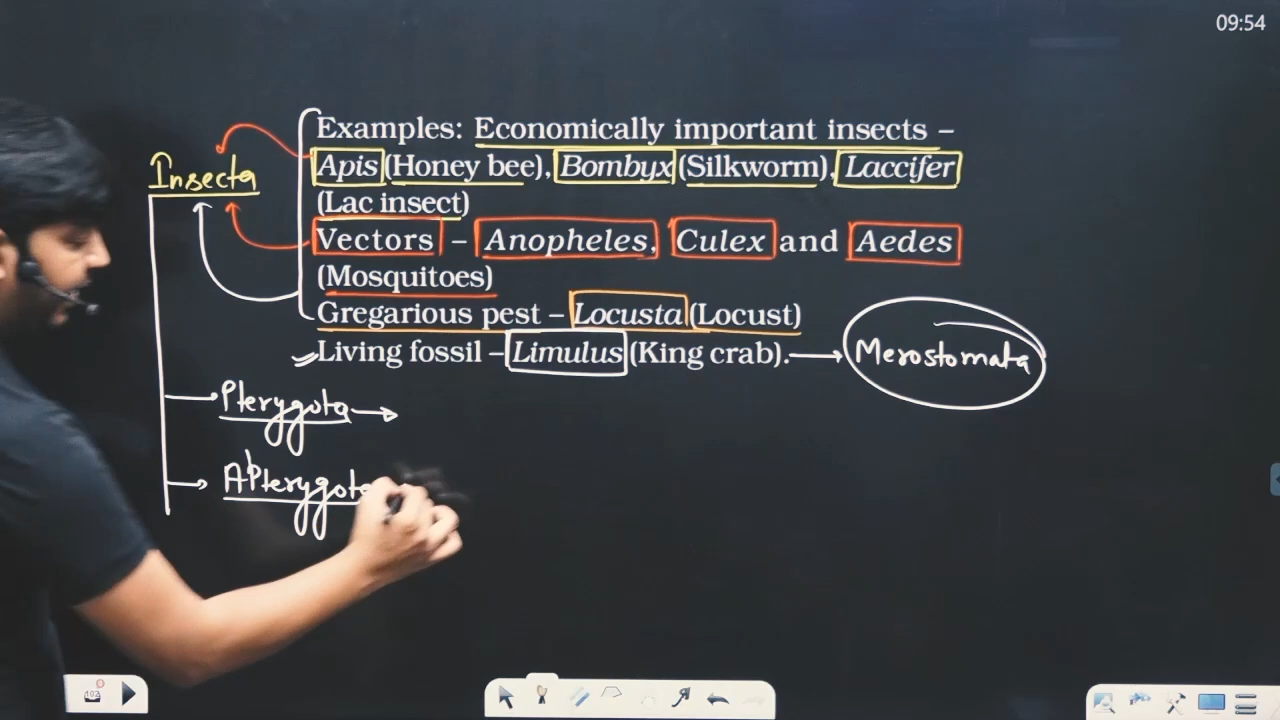 09:54
Examples: Economically important insects –
Insecta
Apis (Honey bee), Bombyx (Silkworm), Laccifer
(Lac insect)
Vectors – Anopheles, Culex and Aedes
(Mosquitoes)
Gregarious pest – Locusta (Locust)
Living fossil – Limulus (King crab). → Merostomata
Pterygota →
Apterygota
102